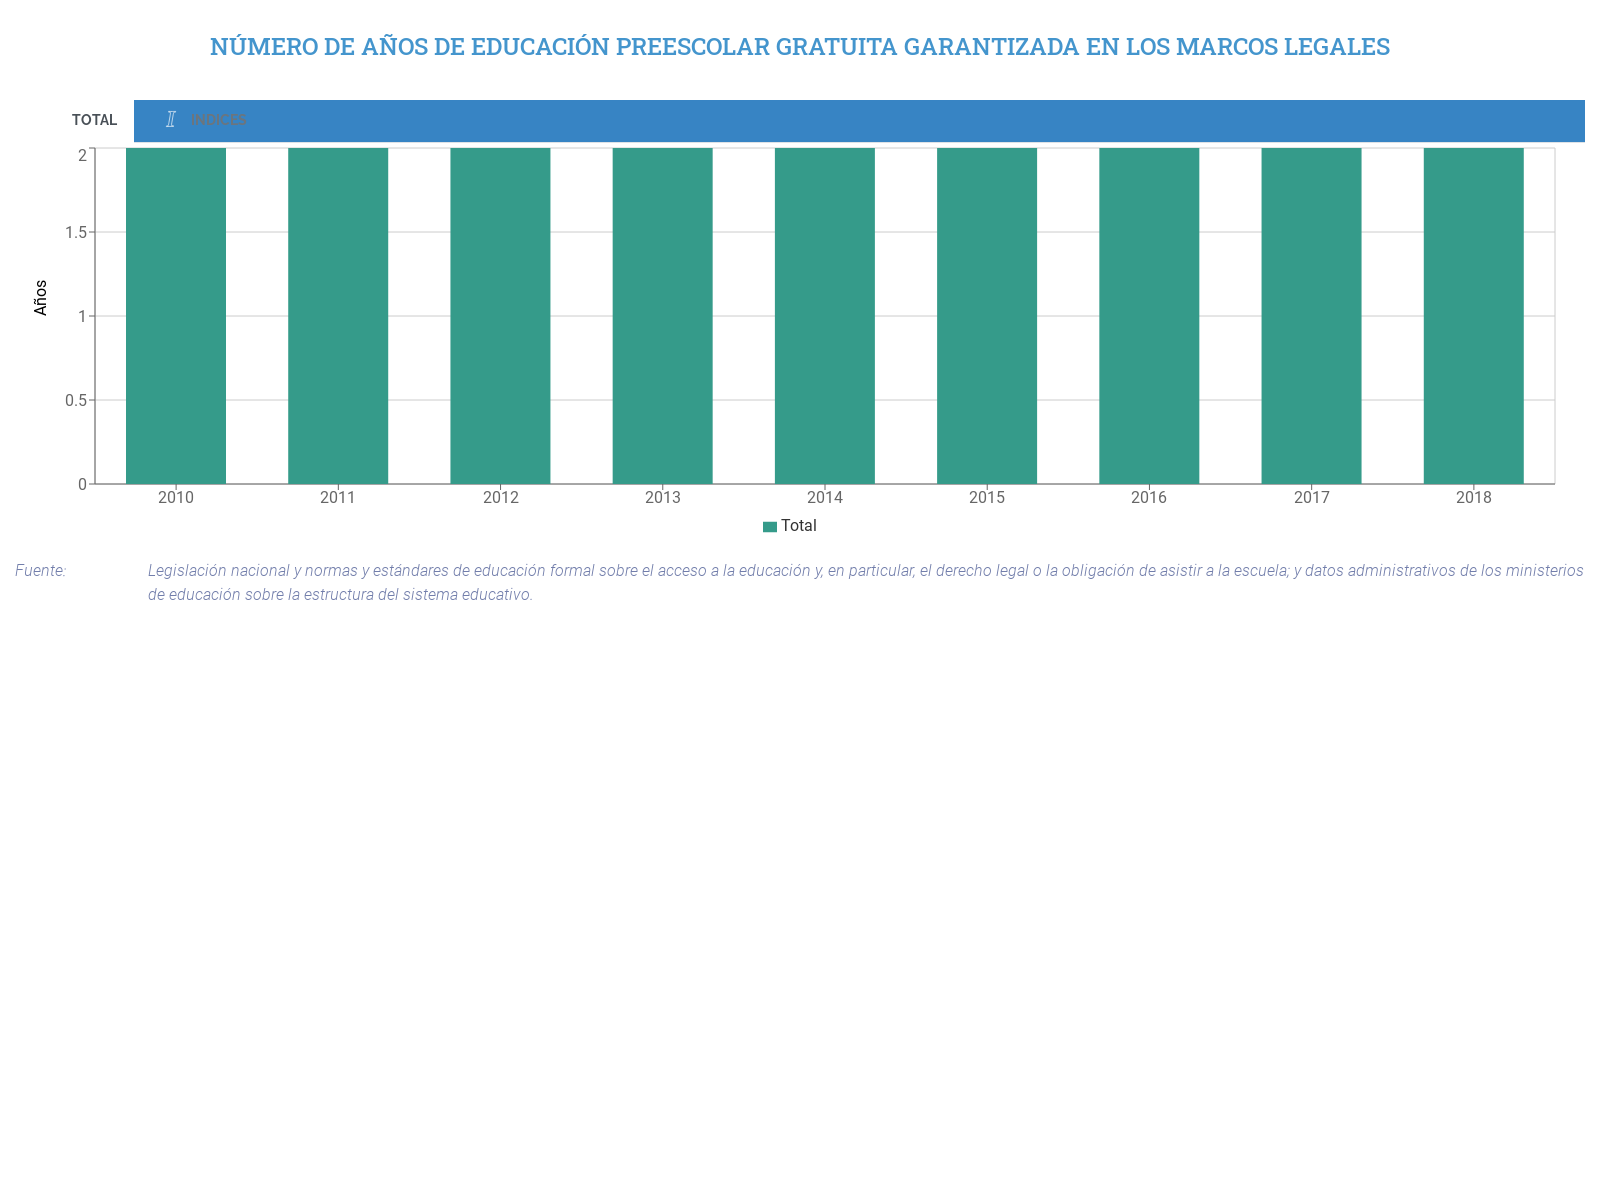 NÚMERO DE AÑOS DE EDUCACIÓN PREESCOLAR GRATUITA GARANTIZADA EN LOS MARCOS LEGALES
TOTAL
INDICES
2
1.5
1
0.5
0
Años
2010 2011 2012 2013 2014 2015 2016 2017 2018
Total
Fuente: Legislación nacional y normas y estándares de educación formal sobre el acceso a la educación y, en particular, el derecho legal o la obligación de asistir a la escuela; y datos administrativos de los ministerios
de educación sobre la estructura del sistema educativo.